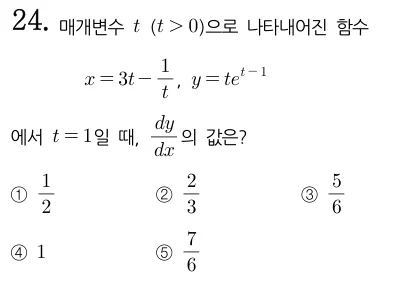 24. 매개변수 t (t > 0)으로 나타내어진 함수
x = 3t − 1/t, y = te^{t−1}
에서 t = 1일 때, dy/dx의 값은?
① 1/2 ② 2/3 ③ 5/6
④ 1 ⑤ 7/6